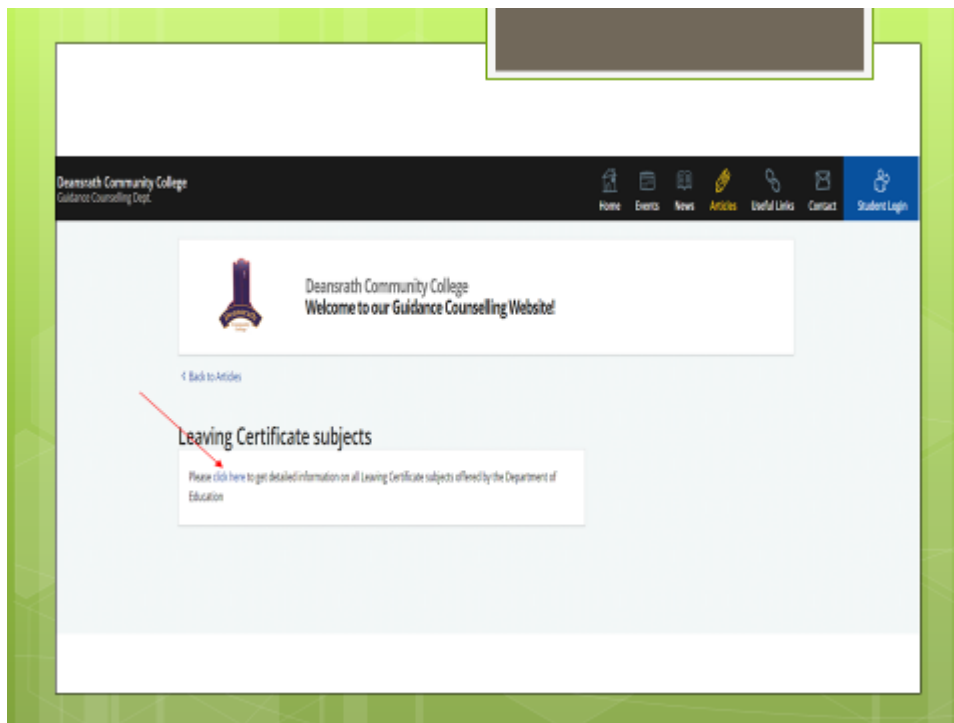 Deansrath Community College
Guidance Counselling Dept.
Home Events News Articles Useful Links Contact Student Login
Deansrath Community College
Welcome to our Guidance Counselling Website!
Back to Articles
Leaving Certificate subjects
Please click here to get detailed information on all Leaving Certificate subjects offered by the Department of
Education